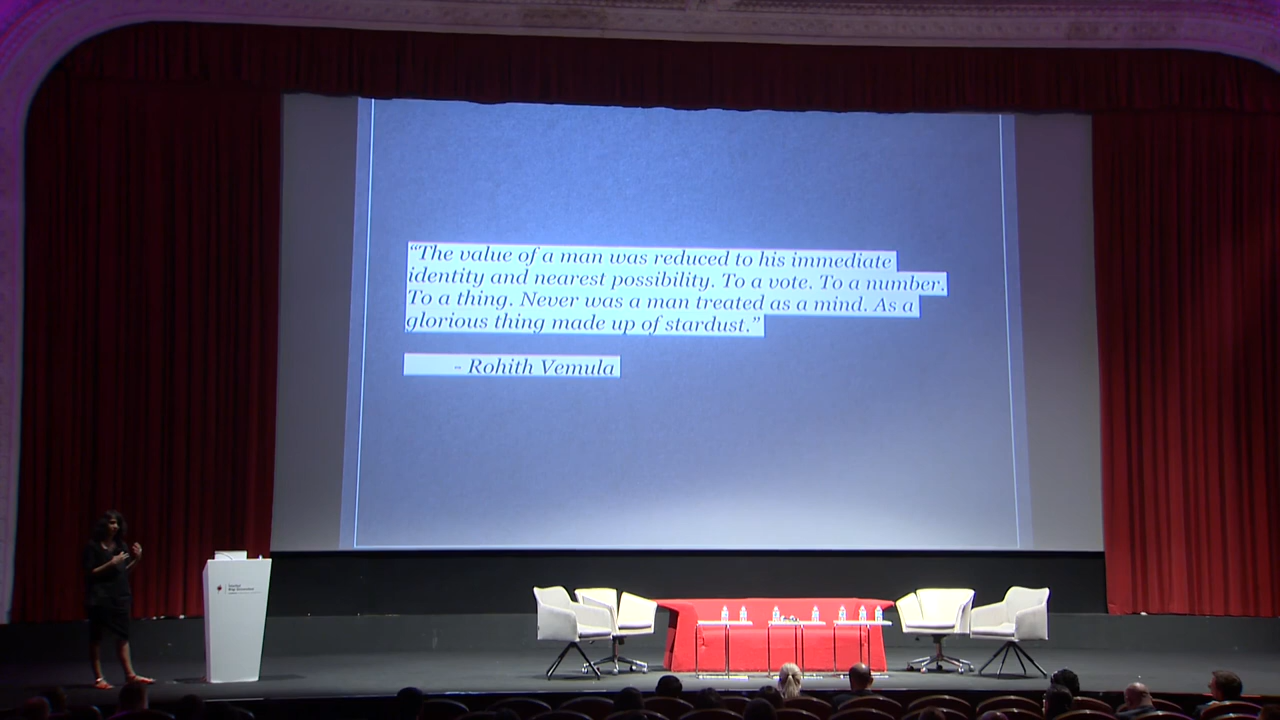 “The value of a man was reduced to his immediate
identity and nearest possibility. To a vote. To a number.
To a thing. Never was a man treated as a mind. As a
glorious thing made up of stardust.”
- Rohith Vemula